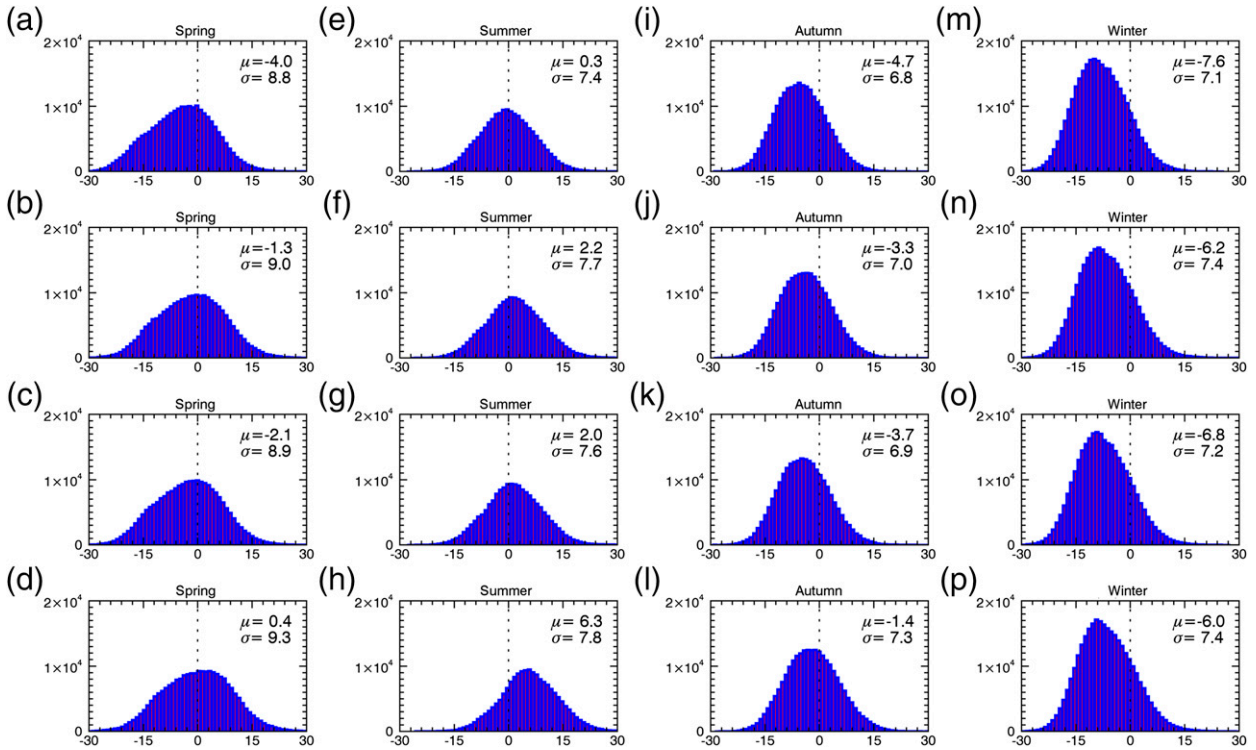 (a) (e) (i) (m)
Spring Summer Autumn Winter
2×10⁴ 2×10⁴ 2×10⁴ 2×10⁴
μ=-4.0 μ= 0.3 μ=-4.7 μ=-7.6
σ= 8.8 σ= 7.4 σ= 6.8 σ= 7.1
1×10⁴ 1×10⁴ 1×10⁴ 1×10⁴
0 0 0 0
-30 -15 0 15 30 -30 -15 0 15 30 -30 -15 0 15 30 -30 -15 0 15 30
(b) (f) (j) (n)
Spring Summer Autumn Winter
2×10⁴ 2×10⁴ 2×10⁴ 2×10⁴
μ=-1.3 μ= 2.2 μ=-3.3 μ=-6.2
σ= 9.0 σ= 7.7 σ= 7.0 σ= 7.4
1×10⁴ 1×10⁴ 1×10⁴ 1×10⁴
0 0 0 0
-30 -15 0 15 30 -30 -15 0 15 30 -30 -15 0 15 30 -30 -15 0 15 30
(c) (g) (k) (o)
Spring Summer Autumn Winter
2×10⁴ 2×10⁴ 2×10⁴ 2×10⁴
μ=-2.1 μ= 2.0 μ=-3.7 μ=-6.8
σ= 8.9 σ= 7.6 σ= 6.9 σ= 7.2
1×10⁴ 1×10⁴ 1×10⁴ 1×10⁴
0 0 0 0
-30 -15 0 15 30 -30 -15 0 15 30 -30 -15 0 15 30 -30 -15 0 15 30
(d) (h) (l) (p)
Spring Summer Autumn Winter
2×10⁴ 2×10⁴ 2×10⁴ 2×10⁴
μ= 0.4 μ= 6.3 μ=-1.4 μ=-6.0
σ= 9.3 σ= 7.8 σ= 7.3 σ= 7.4
1×10⁴ 1×10⁴ 1×10⁴ 1×10⁴
0 0 0 0
-30 -15 0 15 30 -30 -15 0 15 30 -30 -15 0 15 30 -30 -15 0 15 30